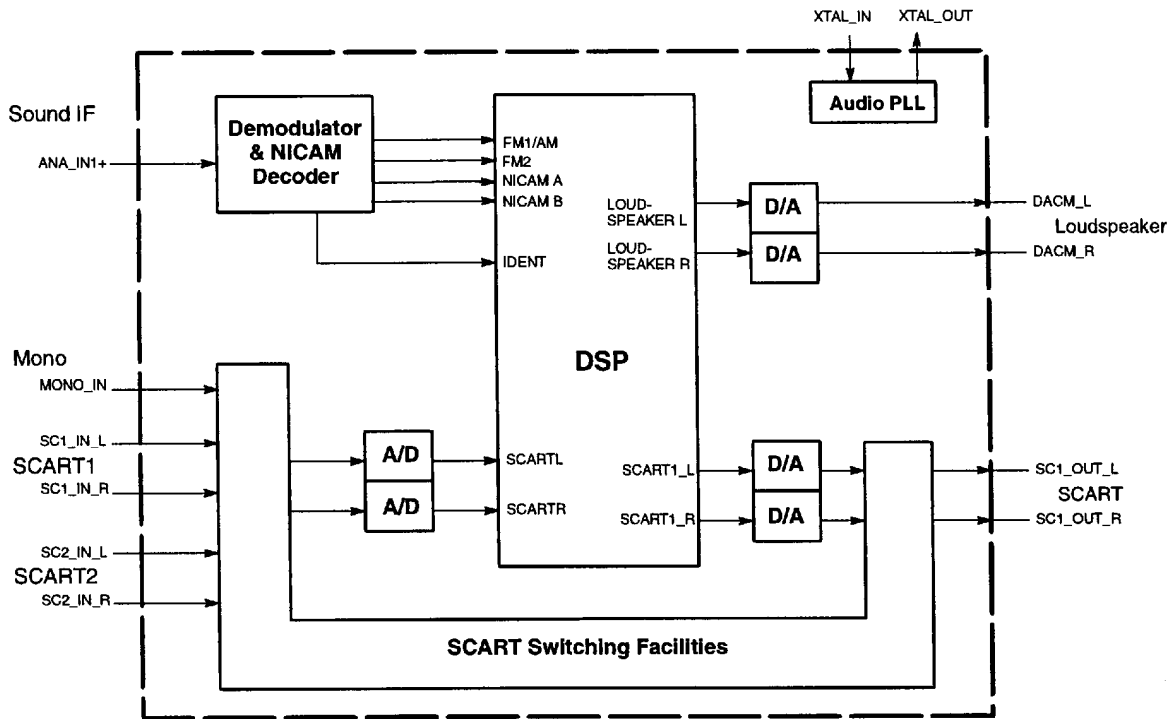 XTAL_IN
XTAL_OUT
Audio PLL
Sound IF
ANA_IN1+
Demodulator
& NICAM
Decoder
FM1/AM
FM2
NICAM A
NICAM B
IDENT
LOUD-
SPEAKER L
LOUD-
SPEAKER R
D/A
D/A
DACM_L
Loudspeaker
DACM_R
DSP
Mono
MONO_IN
SC1_IN_L
SCART1
SC1_IN_R
SC2_IN_L
SCART2
SC2_IN_R
A/D
A/D
SCARTL
SCARTR
SCART1_L
SCART1_R
D/A
D/A
SC1_OUT_L
SCART
SC1_OUT_R
SCART Switching Facilities